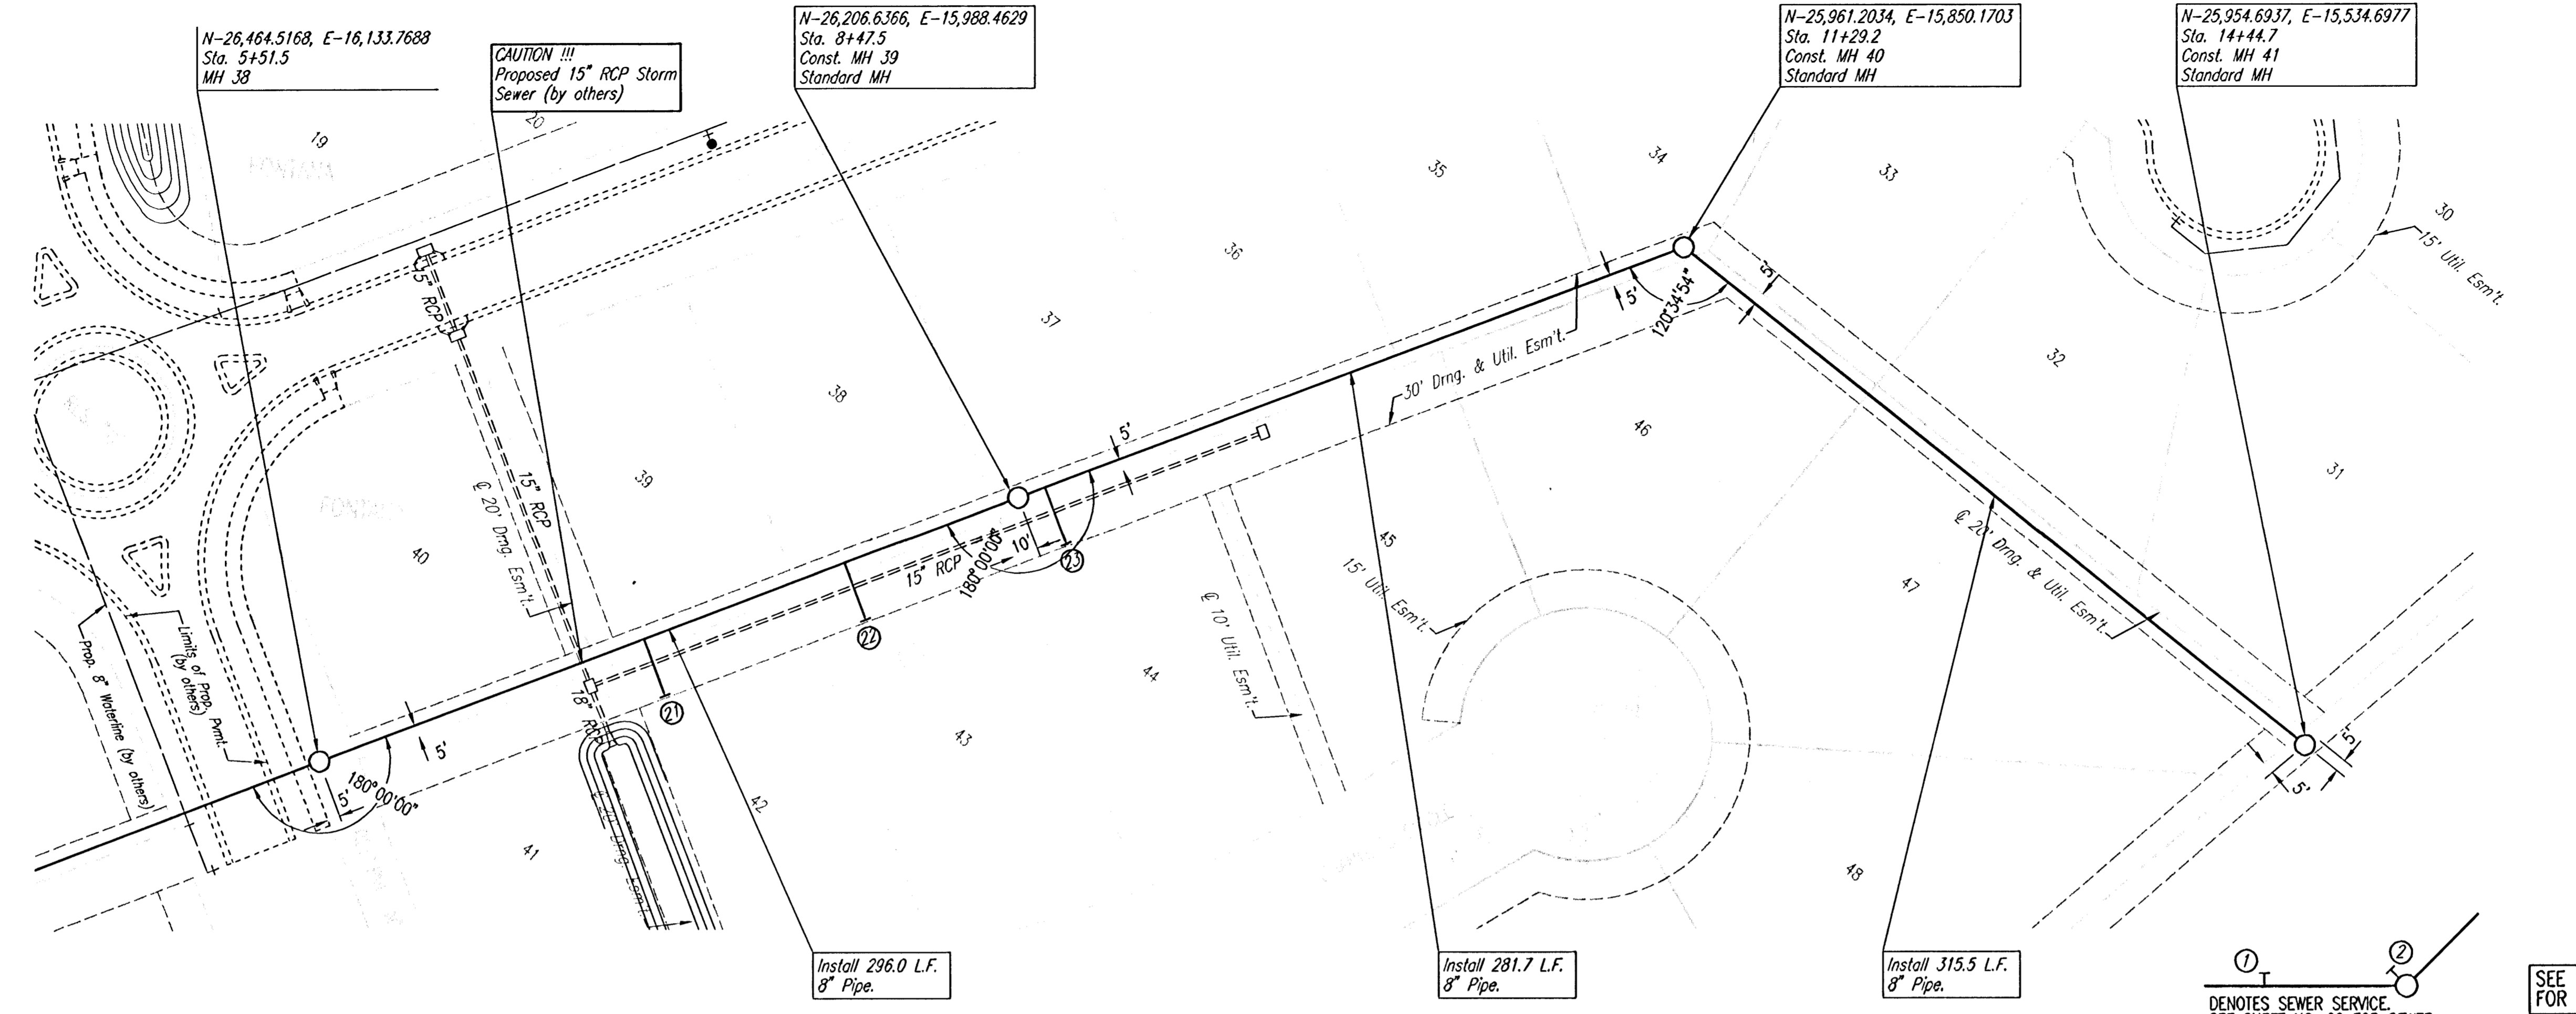 N-26,464.5168, E-16,133.7688
Sta. 5+51.5
MH 38
CAUTION !!!
Proposed 15" RCP Storm
Sewer (by others)
N-26,206.6366, E-15,988.4629
Sta. 8+47.5
Const. MH 39
Standard MH
N-25,961.2034, E-15,850.1703
Sta. 11+29.2
Const. MH 40
Standard MH
N-25,954.6937, E-15,534.6977
Sta. 14+44.7
Const. MH 41
Standard MH
19
20
FONTANA
35
34
33
30
15' Util. Esm't.
36
37
38
39
40
32
31
46
47
45
44
43
42
41
48
15" RCP
15" RCP
℄ 20' Drng. Esm't.
FONTANA
5'
5'
120°34'54"
30' Drng. & Util. Esm't.
5'
10'
180°00'00"
15" RCP
23
22
21
18" RCP
℄ 20' Drng. Esm't.
℄ 10' Util. Esm't.
15' Util. Esm't.
℄ 20' Drng. & Util. Esm't.
5'
5'
5'
5'
180°00'00"
Limits of Prop. Pvmt.
(by others)
Prop. 8" Waterline (by others)
Install 296.0 L.F.
8" Pipe.
Install 281.7 L.F.
8" Pipe.
Install 315.5 L.F.
8" Pipe.
1
2
DENOTES SEWER SERVICE.
SEE
FOR